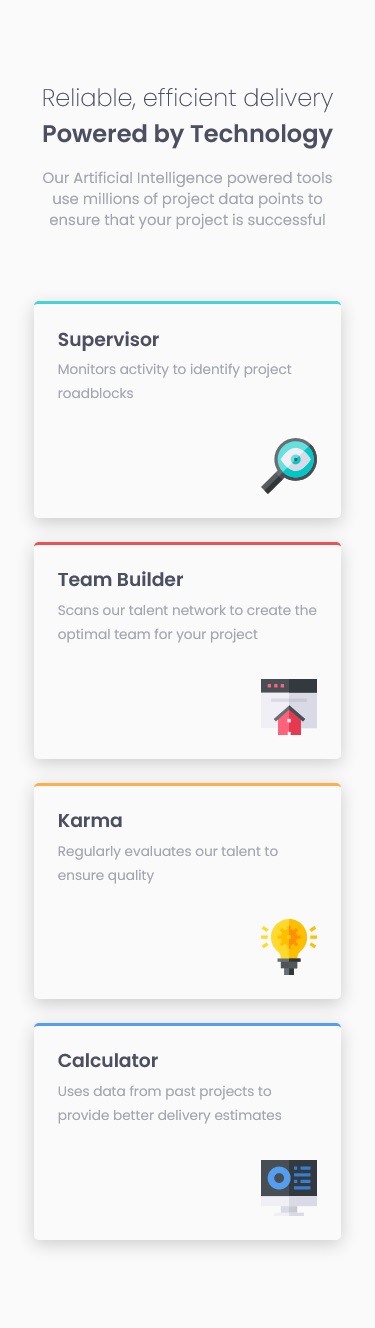 Reliable, efficient delivery
Powered by Technology
Our Artificial Intelligence powered tools
use millions of project data points to
ensure that your project is successful
Supervisor
Monitors activity to identify project
roadblocks
Team Builder
Scans our talent network to create the
optimal team for your project
Karma
Regularly evaluates our talent to
ensure quality
Calculator
Uses data from past projects to
provide better delivery estimates